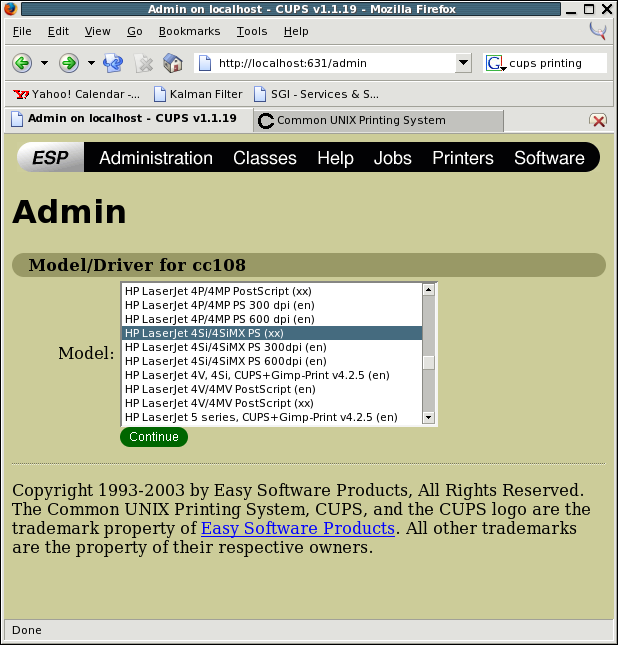 Admin on localhost - CUPS v1.1.19 - Mozilla Firefox
File Edit View Go Bookmarks Tools Help
http://localhost:631/admin G cups printing
Yahoo! Calendar -... Kalman Filter SGI - Services & S...
Admin on localhost - CUPS v1.1.19 Common UNIX Printing System
ESP Administration Classes Help Jobs Printers Software
Admin
Model/Driver for cc108
HP LaserJet 4P/4MP PostScript (xx)
HP LaserJet 4P/4MP PS 300 dpi (en)
HP LaserJet 4P/4MP PS 600 dpi (en)
HP LaserJet 4Si/4SiMX PS (xx)
HP LaserJet 4Si/4SiMX PS 300dpi (en)
Model:
HP LaserJet 4Si/4SiMX PS 600dpi (en)
HP LaserJet 4V, 4Si, CUPS+Gimp-Print v4.2.5 (en)
HP LaserJet 4V/4MV PostScript (en)
HP LaserJet 4V/4MV PostScript (xx)
HP LaserJet 5 series, CUPS+Gimp-Print v4.2.5 (en)
Continue
Copyright 1993-2003 by Easy Software Products, All Rights Reserved.
The Common UNIX Printing System, CUPS, and the CUPS logo are the
trademark property of Easy Software Products. All other trademarks
are the property of their respective owners.
Done